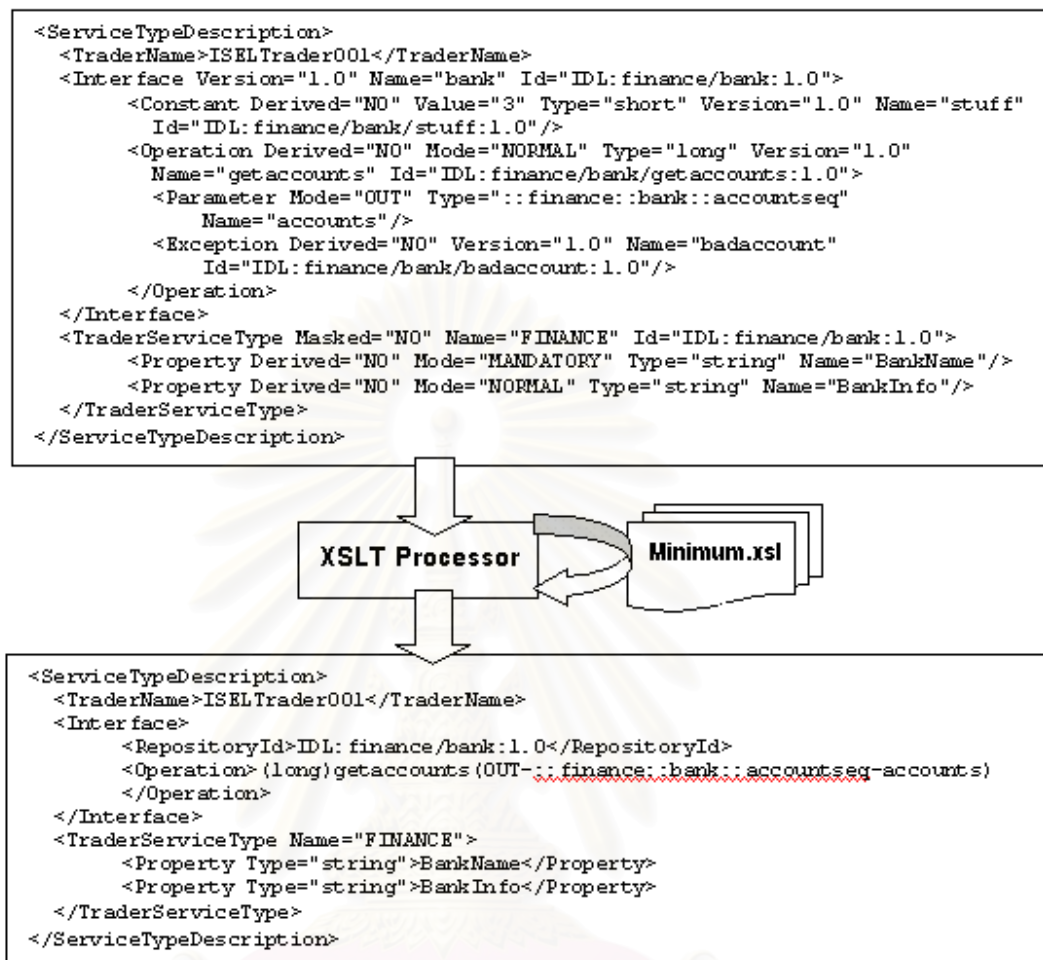 <ServiceTypeDescription>
<TraderName>ISELTrader001</TraderName>
<Interface Version="1.0" Name="bank" Id="IDL:finance/bank:1.0">
<Constant Derived="NO" Value="3" Type="short" Version="1.0" Name="stuff"
Id="IDL:finance/bank/stuff:1.0"/>
<Operation Derived="NO" Mode="NORMAL" Type="long" Version="1.0"
Name="getaccounts" Id="IDL:finance/bank/getaccounts:1.0">
<Parameter Mode="OUT" Type="::finance::bank::accountseq"
Name="accounts"/>
<Exception Derived="NO" Version="1.0" Name="badaccount"
Id="IDL:finance/bank/badaccount:1.0"/>
</Operation>
</Interface>
<TraderServiceType Masked="NO" Name="FINANCE" Id="IDL:finance/bank:1.0">
<Property Derived="NO" Mode="MANDATORY" Type="string" Name="BankName"/>
<Property Derived="NO" Mode="NORMAL" Type="string" Name="BankInfo"/>
</TraderServiceType>
</ServiceTypeDescription>
XSLT Processor
Minimum.xsl
<ServiceTypeDescription>
<TraderName>ISELTrader001</TraderName>
<Interface>
<RepositoryId>IDL:finance/bank:1.0</RepositoryId>
<Operation>(long)getaccounts(OUT-::finance::bank::accountseq-accounts)
</Operation>
</Interface>
<TraderServiceType Name="FINANCE">
<Property Type="string">BankName</Property>
<Property Type="string">BankInfo</Property>
</TraderServiceType>
</ServiceTypeDescription>